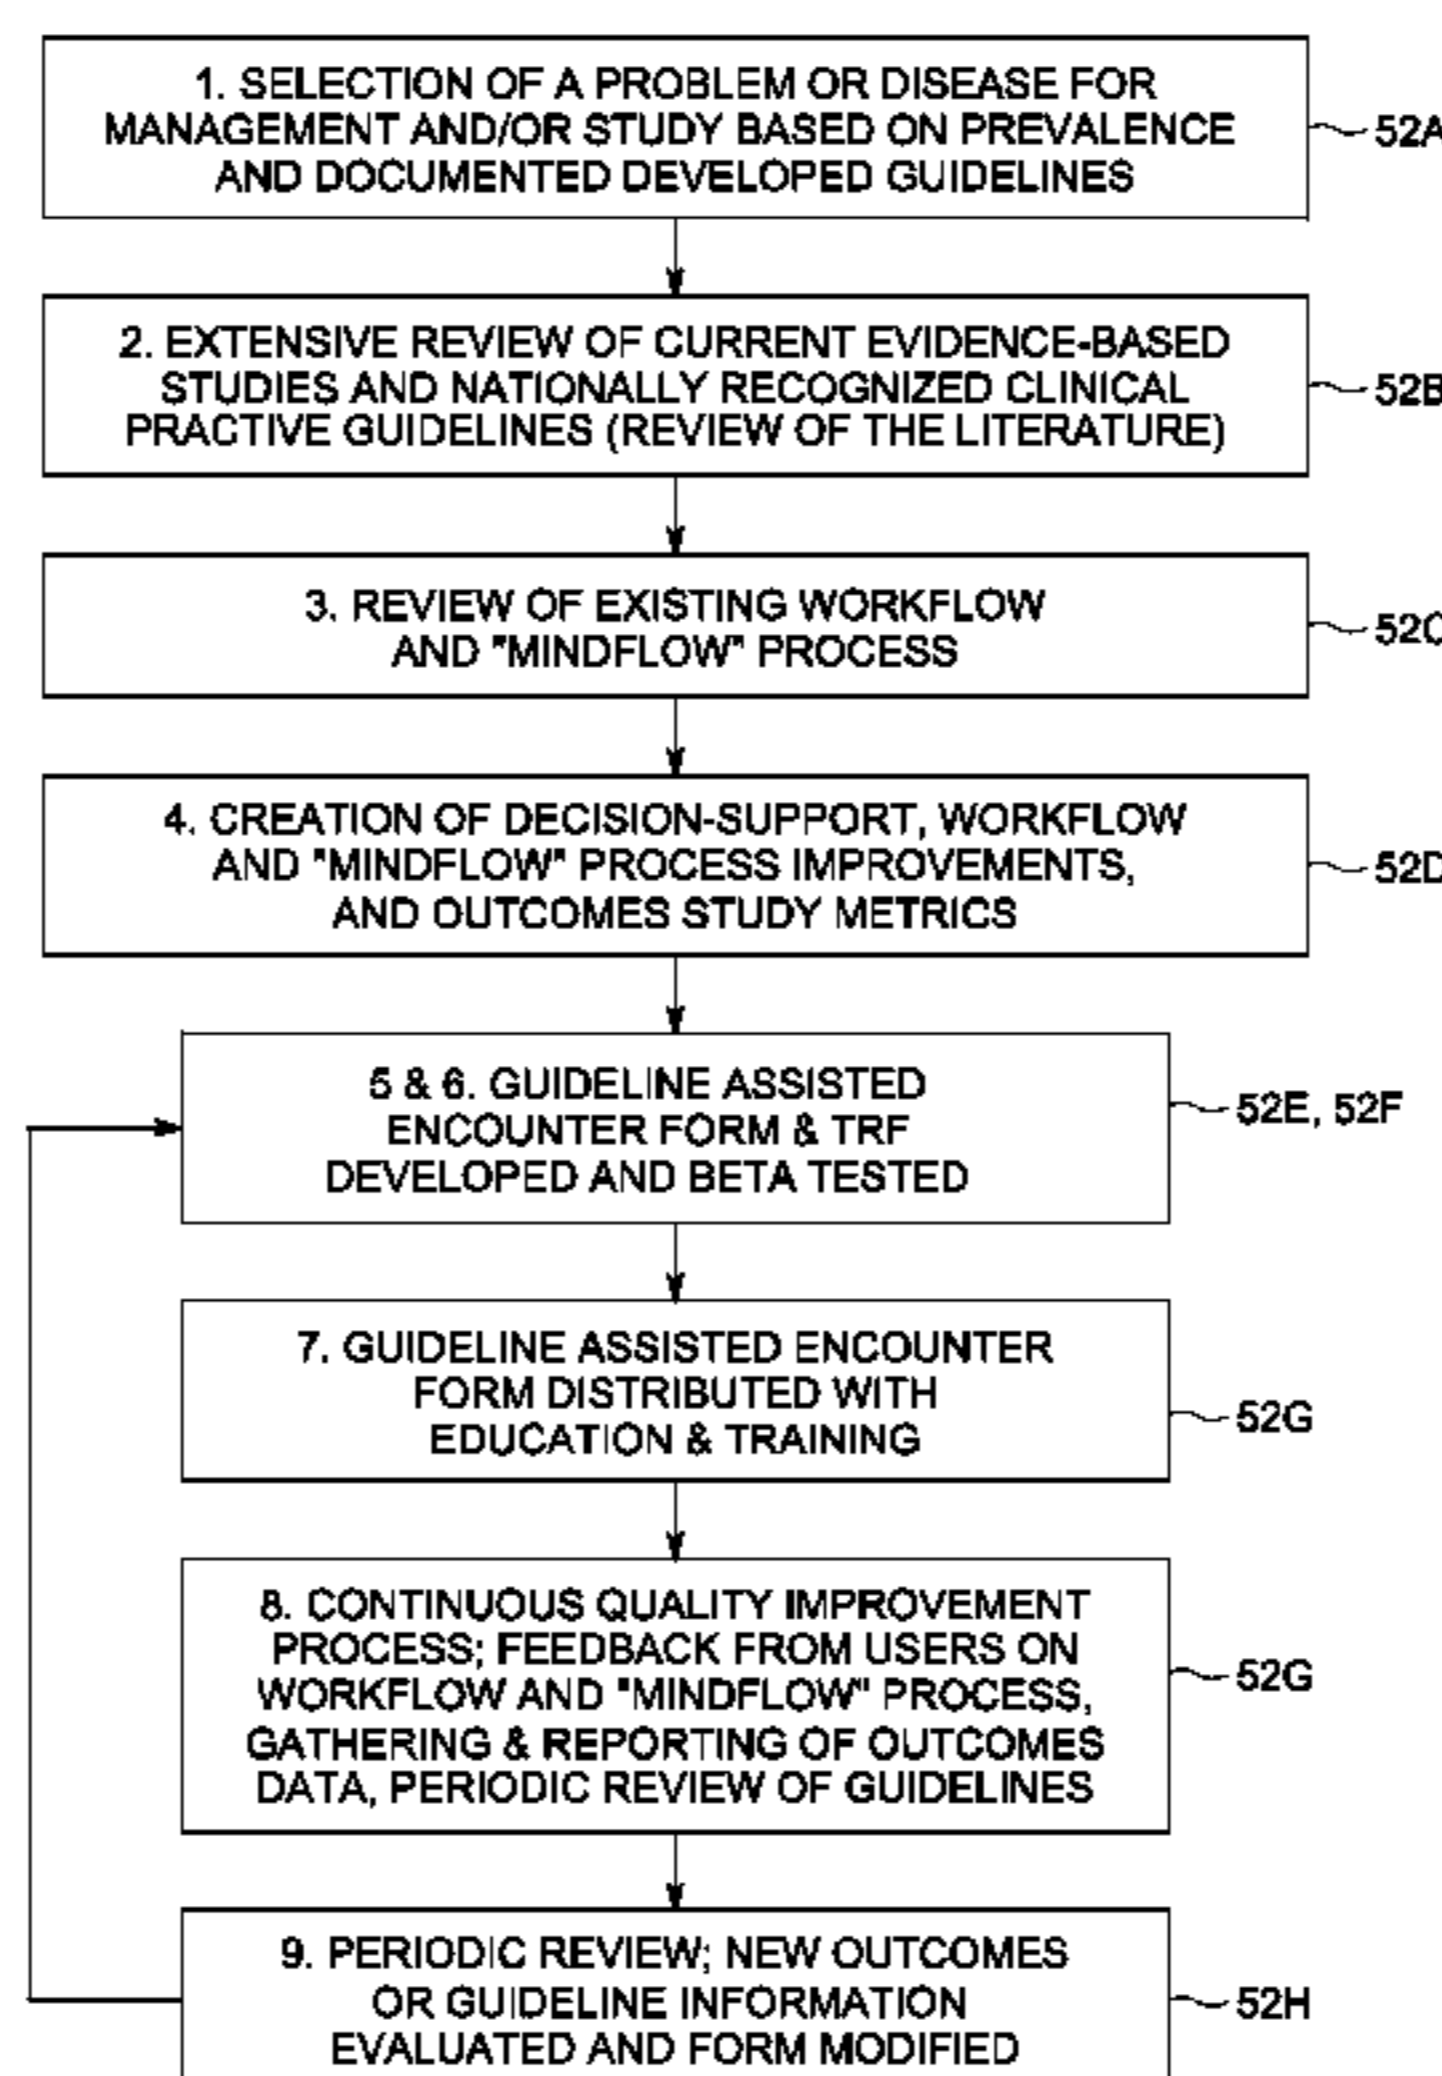 1. SELECTION OF A PROBLEM OR DISEASE FOR
MANAGEMENT AND/OR STUDY BASED ON PREVALENCE
AND DOCUMENTED DEVELOPED GUIDELINES
52A
2. EXTENSIVE REVIEW OF CURRENT EVIDENCE-BASED
STUDIES AND NATIONALLY RECOGNIZED CLINICAL
PRACTIVE GUIDELINES (REVIEW OF THE LITERATURE)
52B
3. REVIEW OF EXISTING WORKFLOW
AND "MINDFLOW" PROCESS
52C
4. CREATION OF DECISION-SUPPORT, WORKFLOW
AND "MINDFLOW" PROCESS IMPROVEMENTS,
AND OUTCOMES STUDY METRICS
52D
5 & 6. GUIDELINE ASSISTED
ENCOUNTER FORM & TRF
DEVELOPED AND BETA TESTED
52E, 52F
7. GUIDELINE ASSISTED ENCOUNTER
FORM DISTRIBUTED WITH
EDUCATION & TRAINING
52G
8. CONTINUOUS QUALITY IMPROVEMENT
PROCESS; FEEDBACK FROM USERS ON
WORKFLOW AND "MINDFLOW" PROCESS,
GATHERING & REPORTING OF OUTCOMES
DATA, PERIODIC REVIEW OF GUIDELINES
52G
9. PERIODIC REVIEW; NEW OUTCOMES
OR GUIDELINE INFORMATION
EVALUATED AND FORM MODIFIED
52H